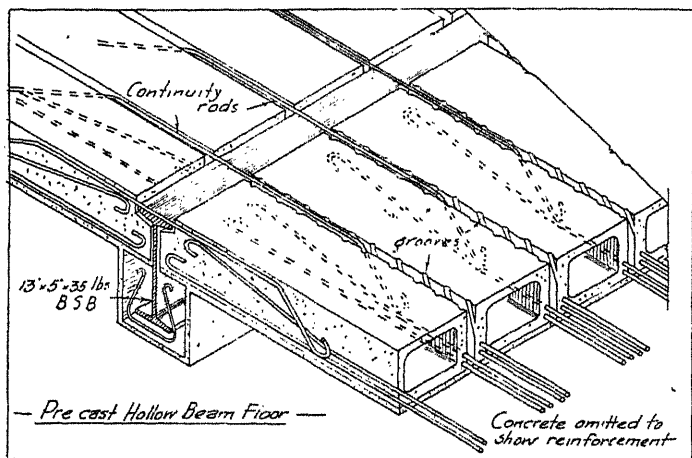 Continuity
rods
grooves
13"×5"×35 lbs
B S B
— Pre cast Hollow Beam Floor —
Concrete omitted to
show reinforcement